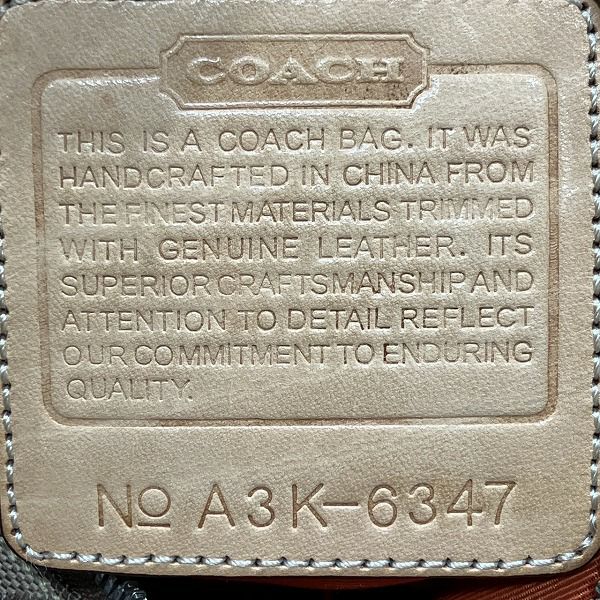 COACH
THIS IS A COACH BAG. IT WAS
HANDCRAFTED IN CHINA FROM
THE FINEST MATERIALS TRIMMED
WITH GENUINE LEATHER. ITS
SUPERIOR CRAFTSMANSHIP AND
ATTENTION TO DETAIL REFLECT
OUR COMMITMENT TO ENDURING
QUALITY.
No A3K-6347